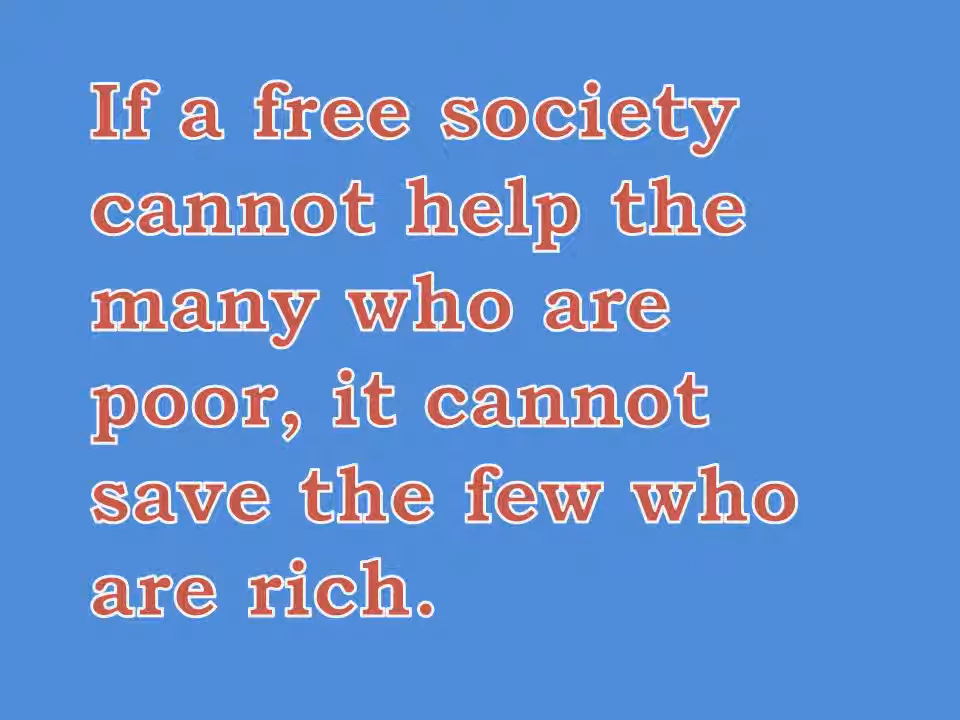 If a free society
cannot help the
many who are
poor, it cannot
save the few who
are rich.